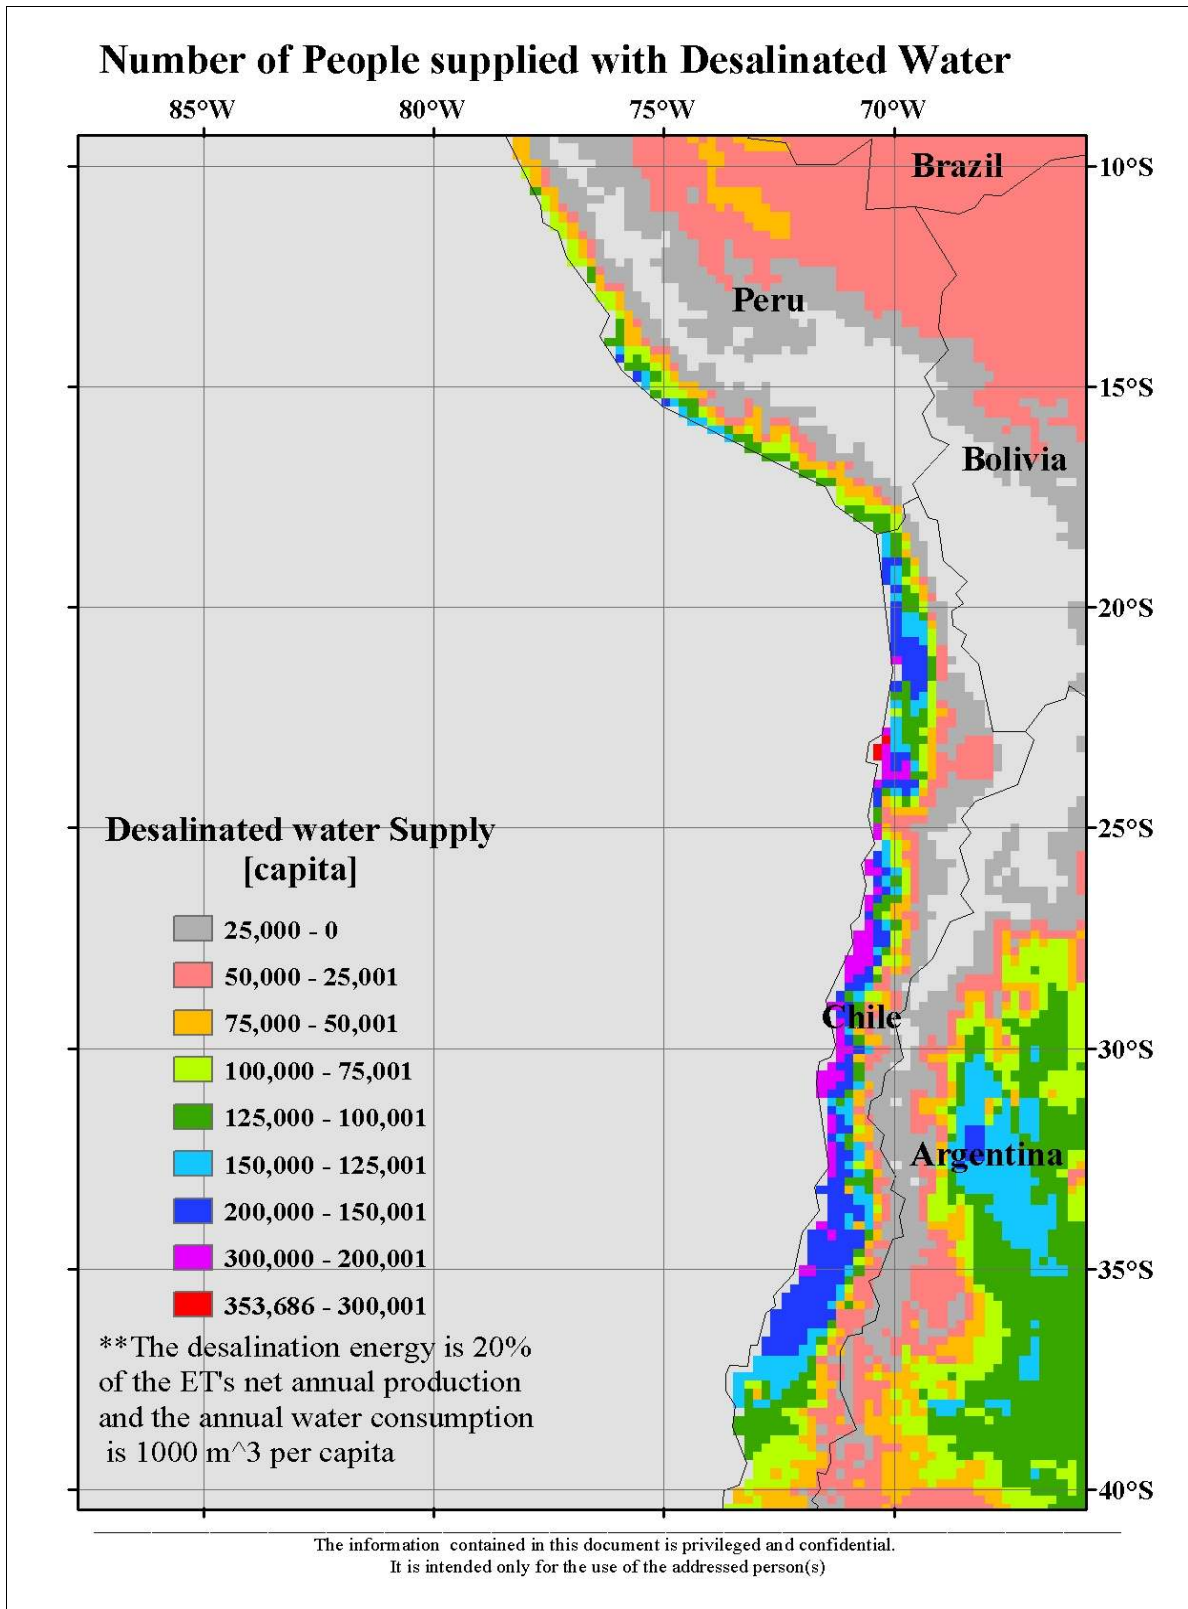 Number of People supplied with Desalinated Water
85°W 80°W 75°W 70°W
Brazil
10°S
Peru
15°S
Bolivia
20°S
25°S
Desalinated water Supply
[capita]
25,000 - 0
50,000 - 25,001
75,000 - 50,001
Chile
30°S
100,000 - 75,001
125,000 - 100,001
Argentina
150,000 - 125,001
200,000 - 150,001
300,000 - 200,001
35°S
353,686 - 300,001
**The desalination energy is 20%
of the ET's net annual production
and the annual water consumption
is 1000 m^3 per capita
40°S
The information contained in this document is privileged and confidential.
It is intended only for the use of the addressed person(s)